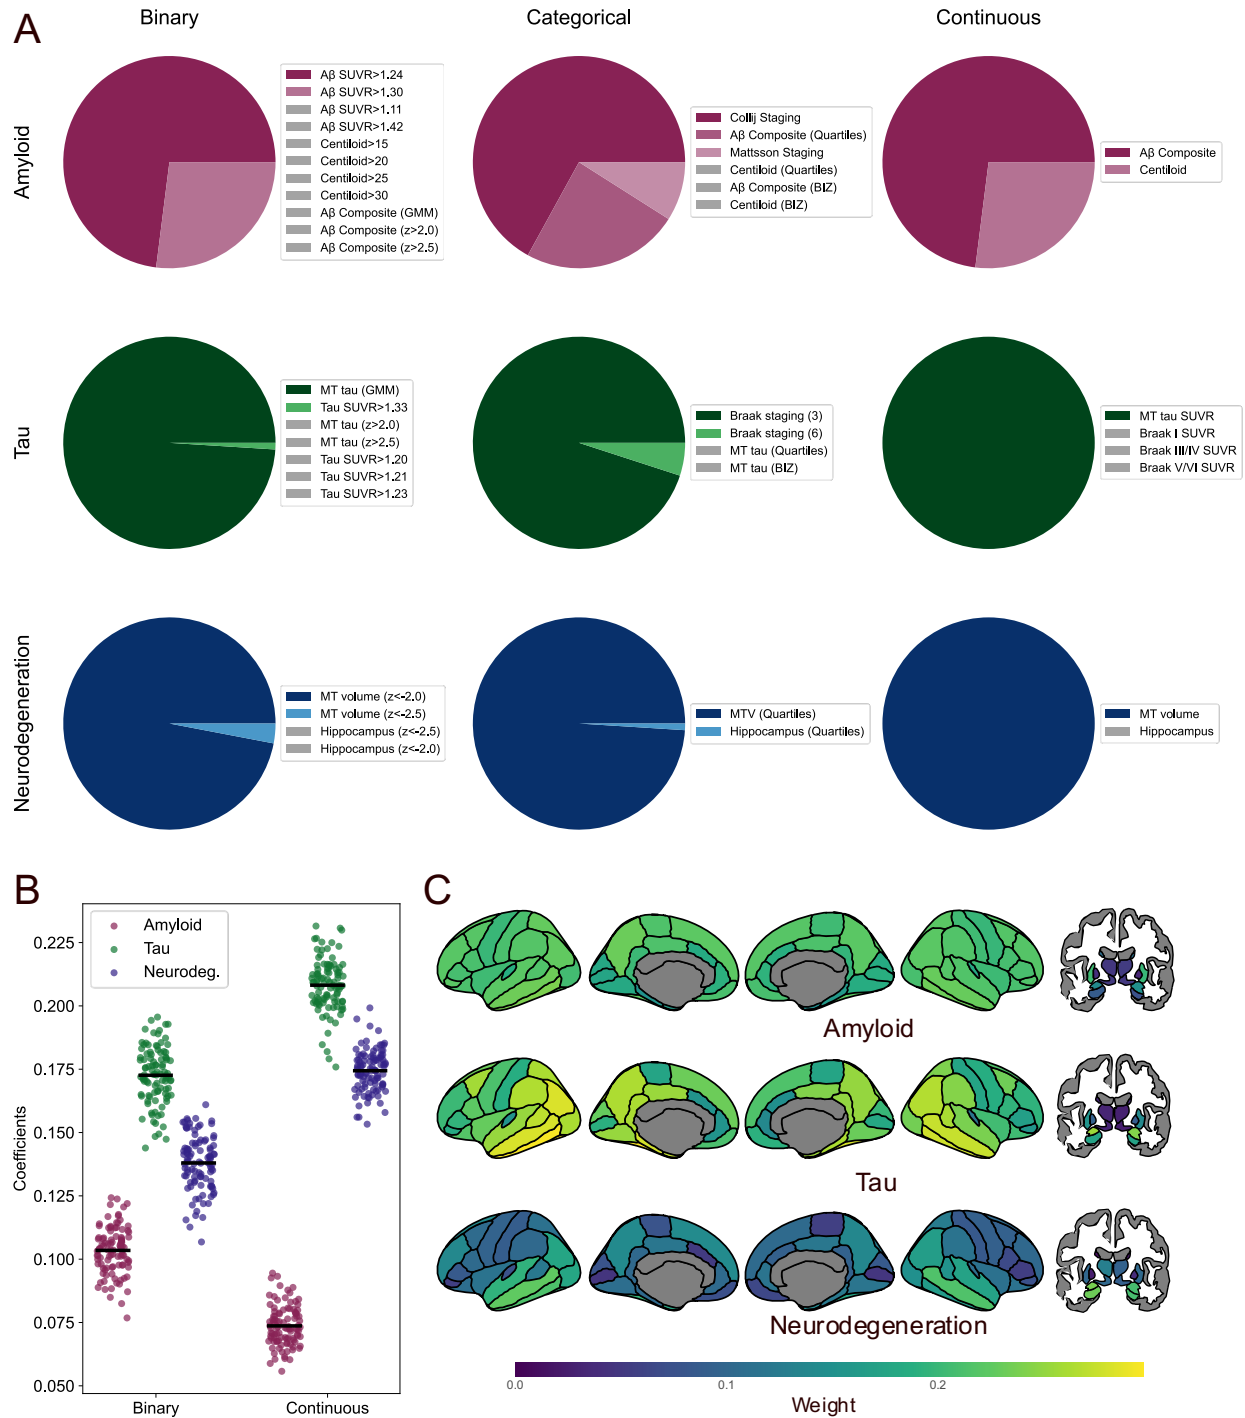 A
Binary
Categorical
Continuous
Amyloid
Aβ SUVR>1.24
Aβ SUVR>1.30
Aβ SUVR>1.11
Aβ SUVR>1.42
Centiloid>15
Centiloid>20
Centiloid>25
Centiloid>30
Aβ Composite (GMM)
Aβ Composite (z>2.0)
Aβ Composite (z>2.5)
Collij Staging
Aβ Composite (Quartiles)
Mattsson Staging
Centiloid (Quartiles)
Aβ Composite (BIZ)
Centiloid (BIZ)
Aβ Composite
Centiloid
Tau
MT tau (GMM)
Tau SUVR>1.33
MT tau (z>2.0)
MT tau (z>2.5)
Tau SUVR>1.20
Tau SUVR>1.21
Tau SUVR>1.23
Braak staging (3)
Braak staging (6)
MT tau (Quartiles)
MT tau (BIZ)
MT tau SUVR
Braak I SUVR
Braak III/IV SUVR
Braak V/VI SUVR
Neurodegeneration
MT volume (z<-2.0)
MT volume (z<-2.5)
Hippocampus (z<-2.5)
Hippocampus (z<-2.0)
MTV (Quartiles)
Hippocampus (Quartiles)
MT volume
Hippocampus
B
Amyloid
Tau
Neurodeg.
Coefficients
0.225
0.200
0.175
0.150
0.125
0.100
0.075
0.050
Binary
Continuous
C
Amyloid
Tau
Neurodegeneration
0.0
0.1
0.2
Weight